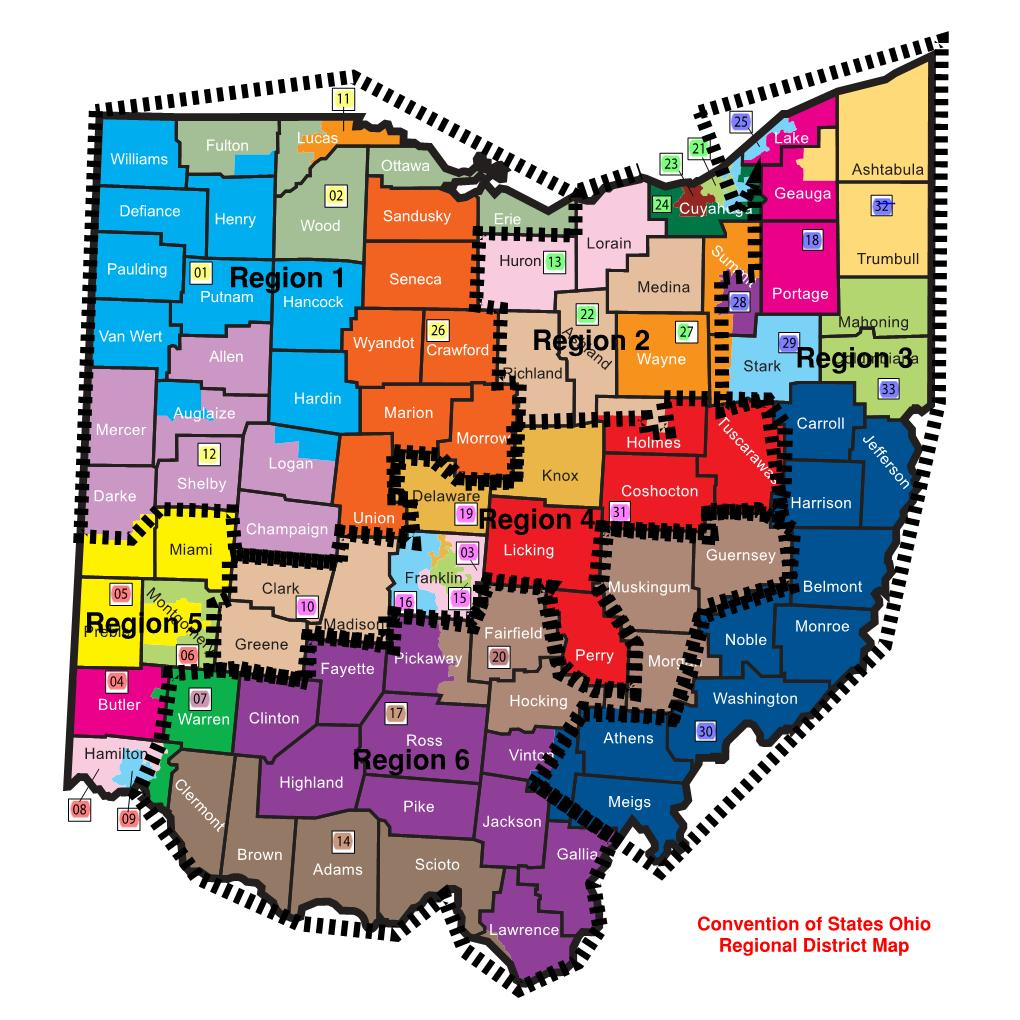 11
25
Lucas
Lake
Fulton
21
Williams
23
Ottawa
Ashtabula
02
Geauga
24
Cuyahoga
32
Defiance
Henry
Wood
Sandusky
Erie
Lorain
18
Paulding
01
Region 1
Seneca
Huron
13
Summit
Trumbull
Putnam
Hancock
Medina
28
Portage
22
Mahoning
Van Wert
Allen
Wyandot
26
Crawford
Region 2
27
29
Region 3
Ashland
Wayne
Stark
Columbiana
Richland
33
Hardin
Mercer
Auglaize
Marion
Morrow
Holmes
Tuscarawas
Carroll
Jefferson
12
Logan
Knox
Shelby
Coshocton
Darke
Delaware
Harrison
19
31
Champaign
Union
Region 4
Miami
Licking
03
Guernsey
Clark
Franklin
Muskingum
Belmont
05
10
16
15
Montgomery
Region 5
Preble
Madison
Fairfield
Noble
Monroe
Greene
06
20
Perry
Morgan
04
Fayette
Pickaway
Butler
07
Warren
Clinton
17
Hocking
Washington
Ross
30
Athens
Hamilton
Region 6
Vinton
Highland
08
09
Clermont
Pike
Meigs
Jackson
14
Brown
Adams
Scioto
Gallia
Lawrence
Convention of States Ohio
Regional District Map